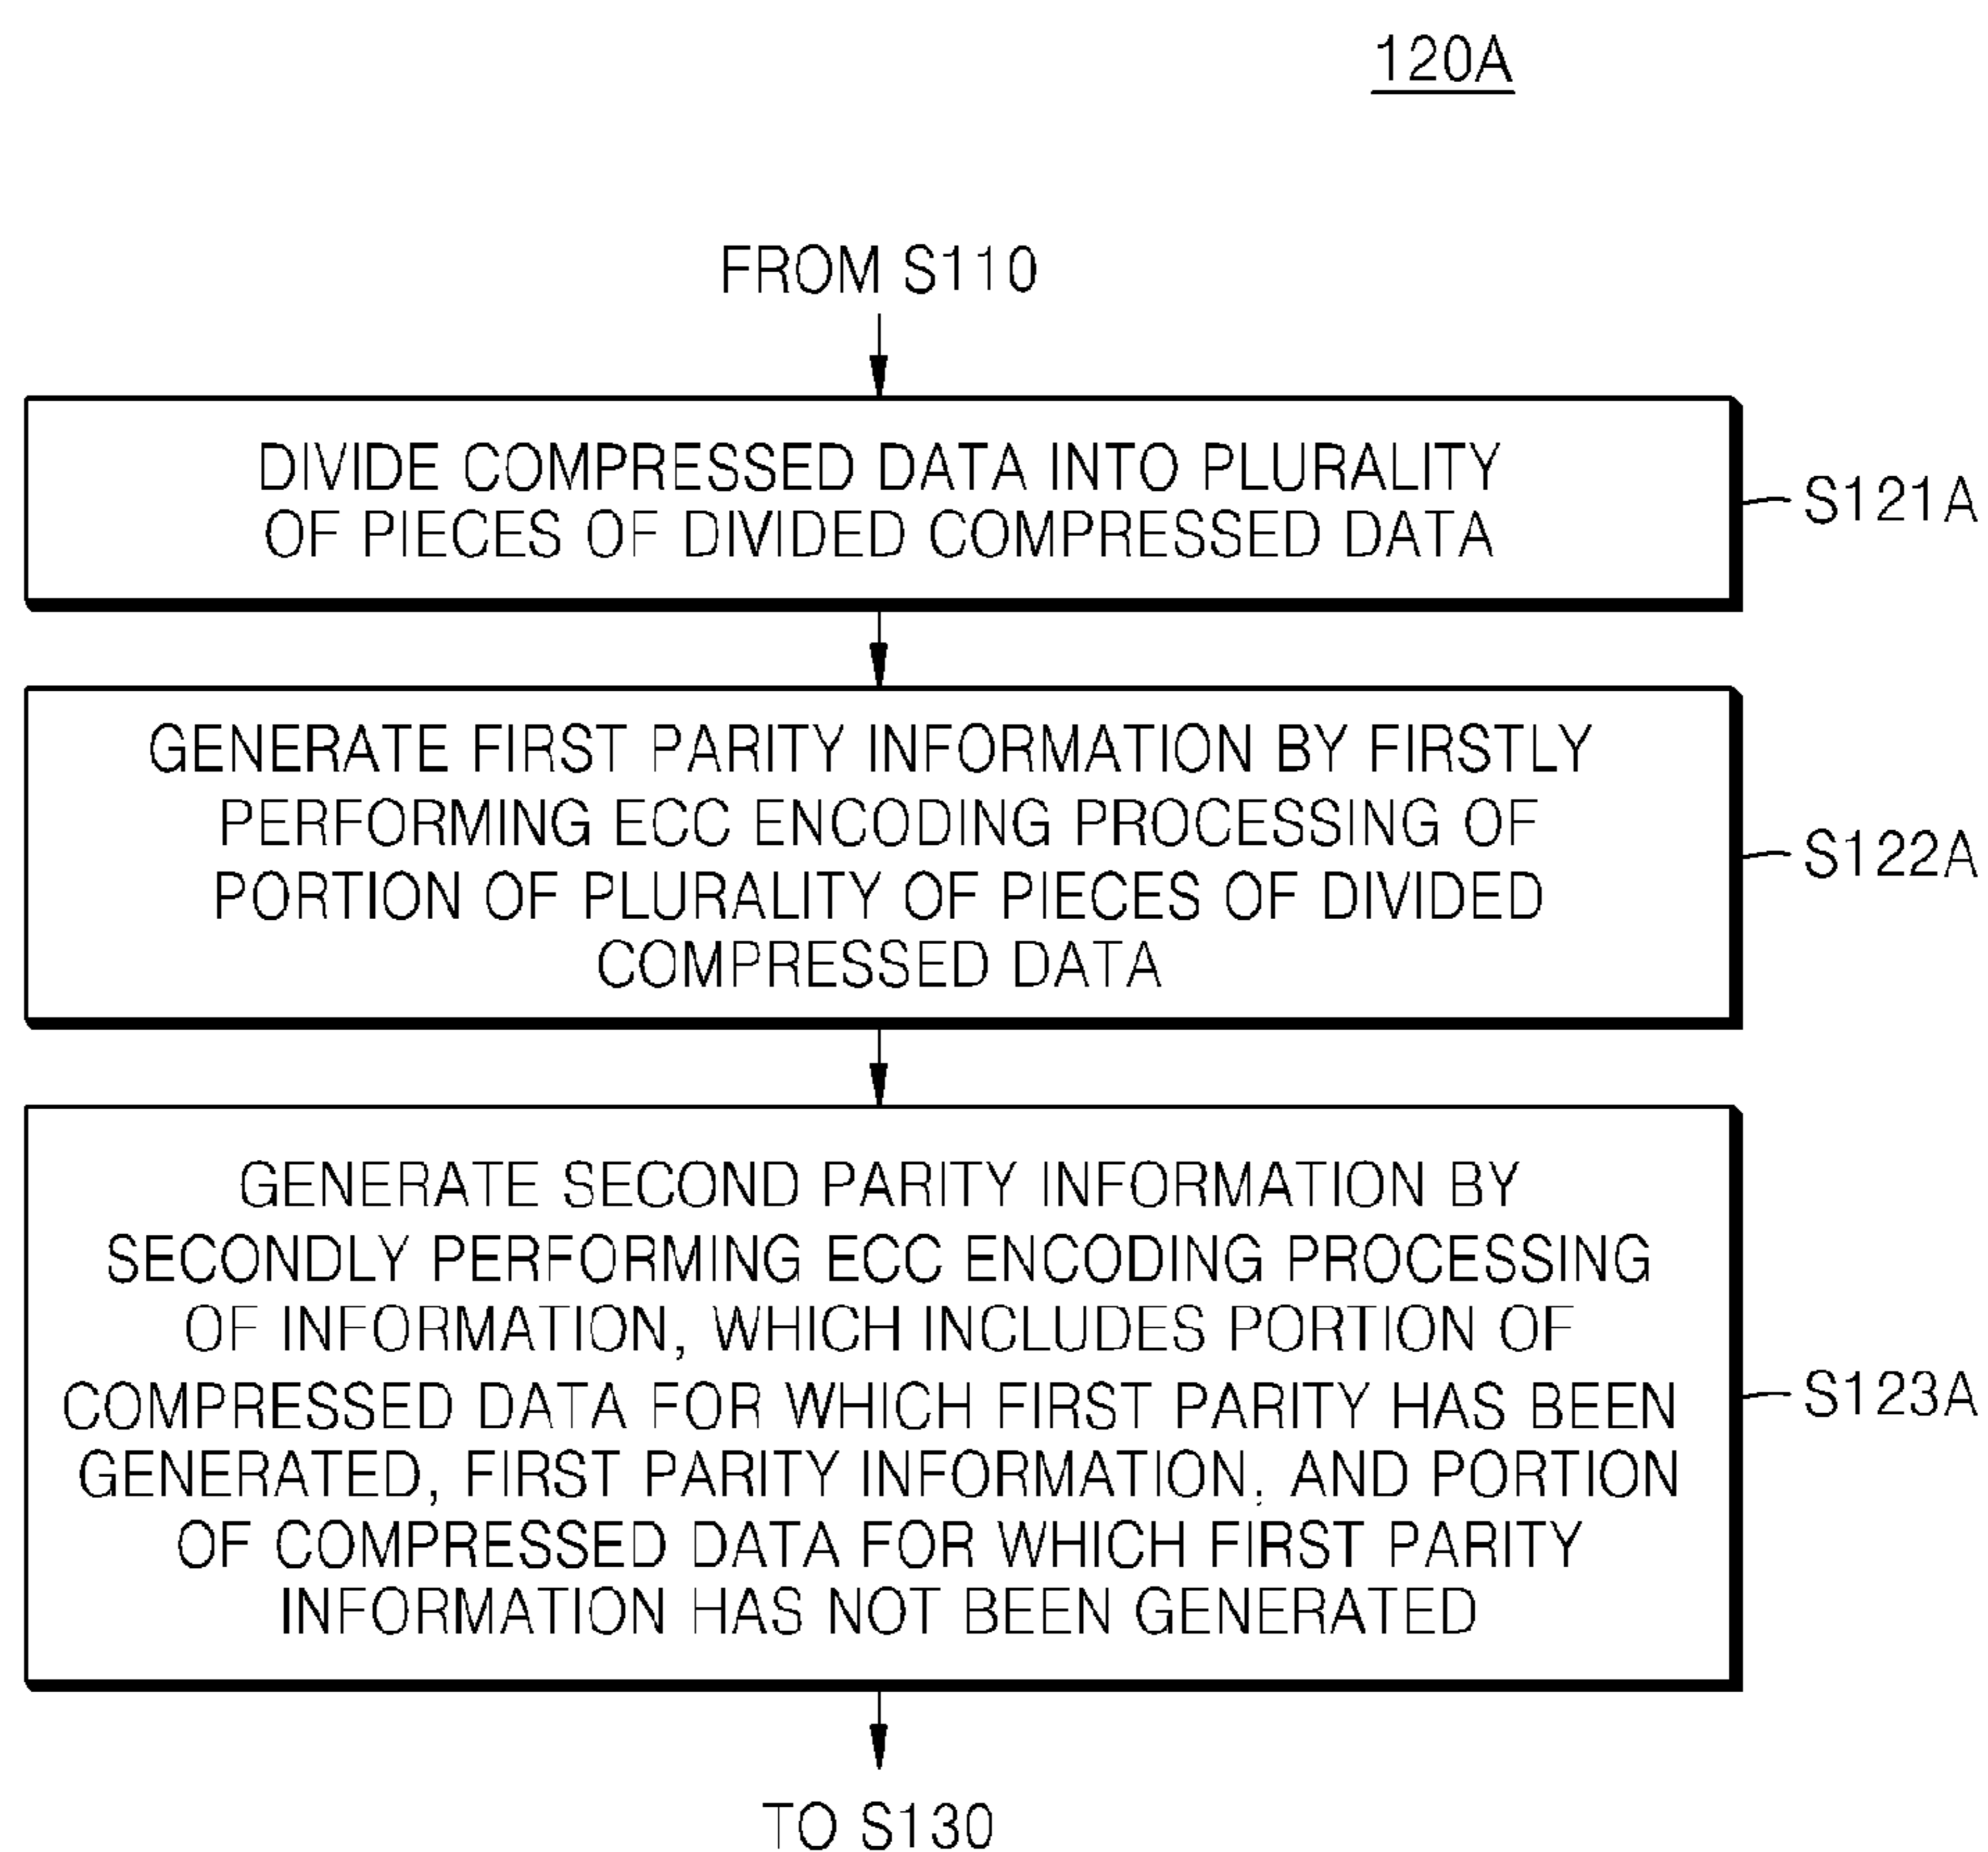 120A
FROM S110
DIVIDE COMPRESSED DATA INTO PLURALITY
OF PIECES OF DIVIDED COMPRESSED DATA
S121A
GENERATE FIRST PARITY INFORMATION BY FIRSTLY
PERFORMING ECC ENCODING PROCESSING OF
PORTION OF PLURALITY OF PIECES OF DIVIDED
COMPRESSED DATA
S122A
GENERATE SECOND PARITY INFORMATION BY
SECONDLY PERFORMING ECC ENCODING PROCESSING
OF INFORMATION, WHICH INCLUDES PORTION OF
COMPRESSED DATA FOR WHICH FIRST PARITY HAS BEEN
GENERATED, FIRST PARITY INFORMATION, AND PORTION
OF COMPRESSED DATA FOR WHICH FIRST PARITY
INFORMATION HAS NOT BEEN GENERATED
S123A
TO S130